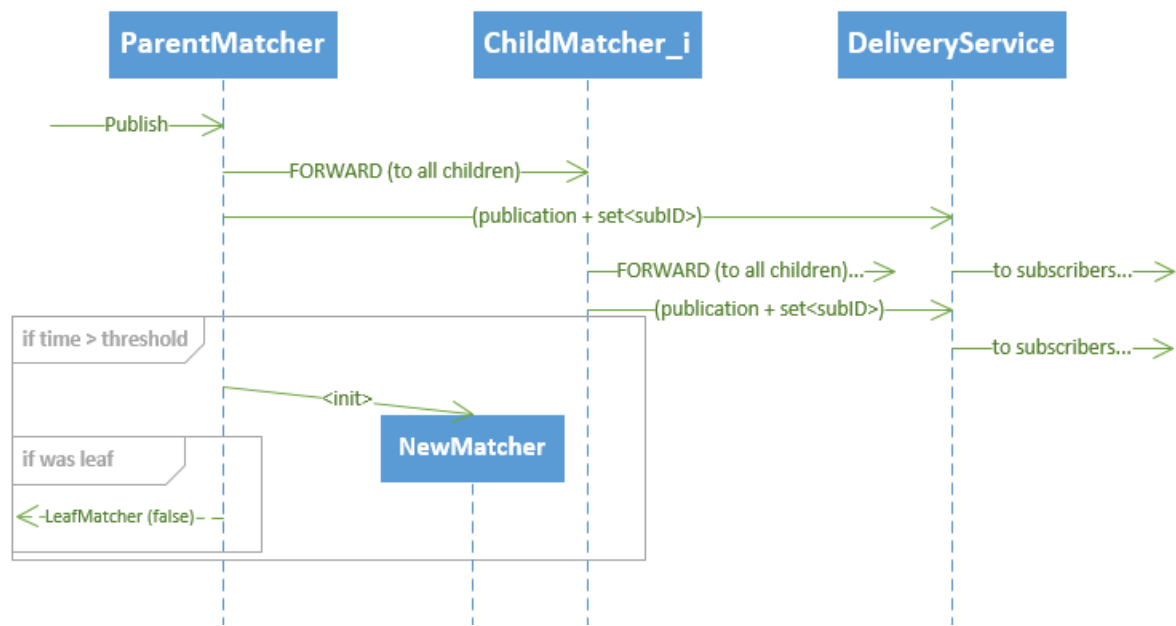 ParentMatcher
ChildMatcher_i
DeliveryService
Publish
FORWARD (to all children)
(publication + set<subID>)
FORWARD (to all children)...
to subscribers...
(publication + set<subID>)
if time > threshold
to subscribers...
<init>
NewMatcher
if was leaf
LeafMatcher (false)